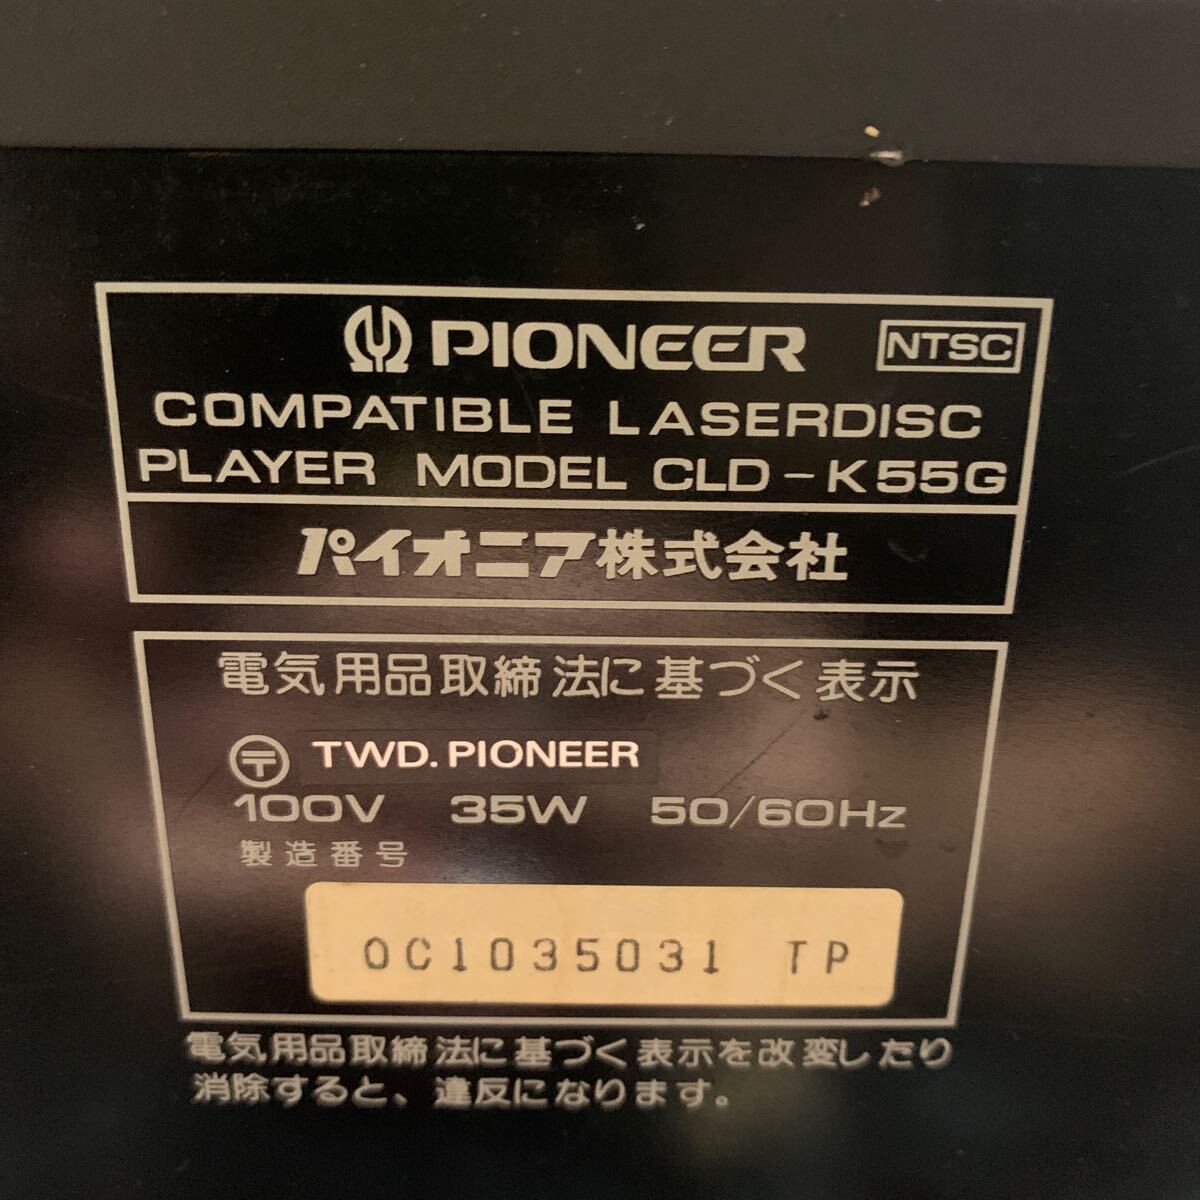 PIONEER NTSC
COMPATIBLE LASERDISC
PLAYER MODEL CLD-K55G
パイオニア株式会社
電気用品取締法に基づく表示
〶 TWD. PIONEER
100V 35W 50/60Hz
製造番号
OC1035031 TP
電気用品取締法に基づく表示を改変したり
消除すると、違反になります。